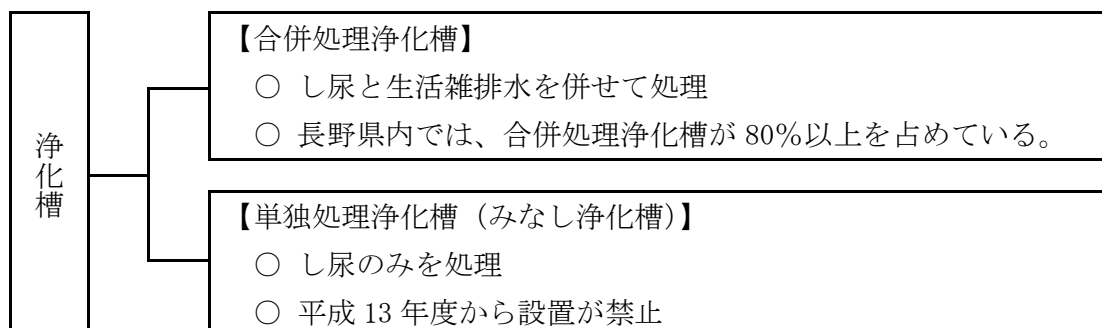 浄化槽
【合併処理浄化槽】
○ し尿と生活雑排水を併せて処理
○ 長野県内では、合併処理浄化槽が 80％以上を占めている。
【単独処理浄化槽（みなし浄化槽）】
○ し尿のみを処理
○ 平成 13 年度から設置が禁止